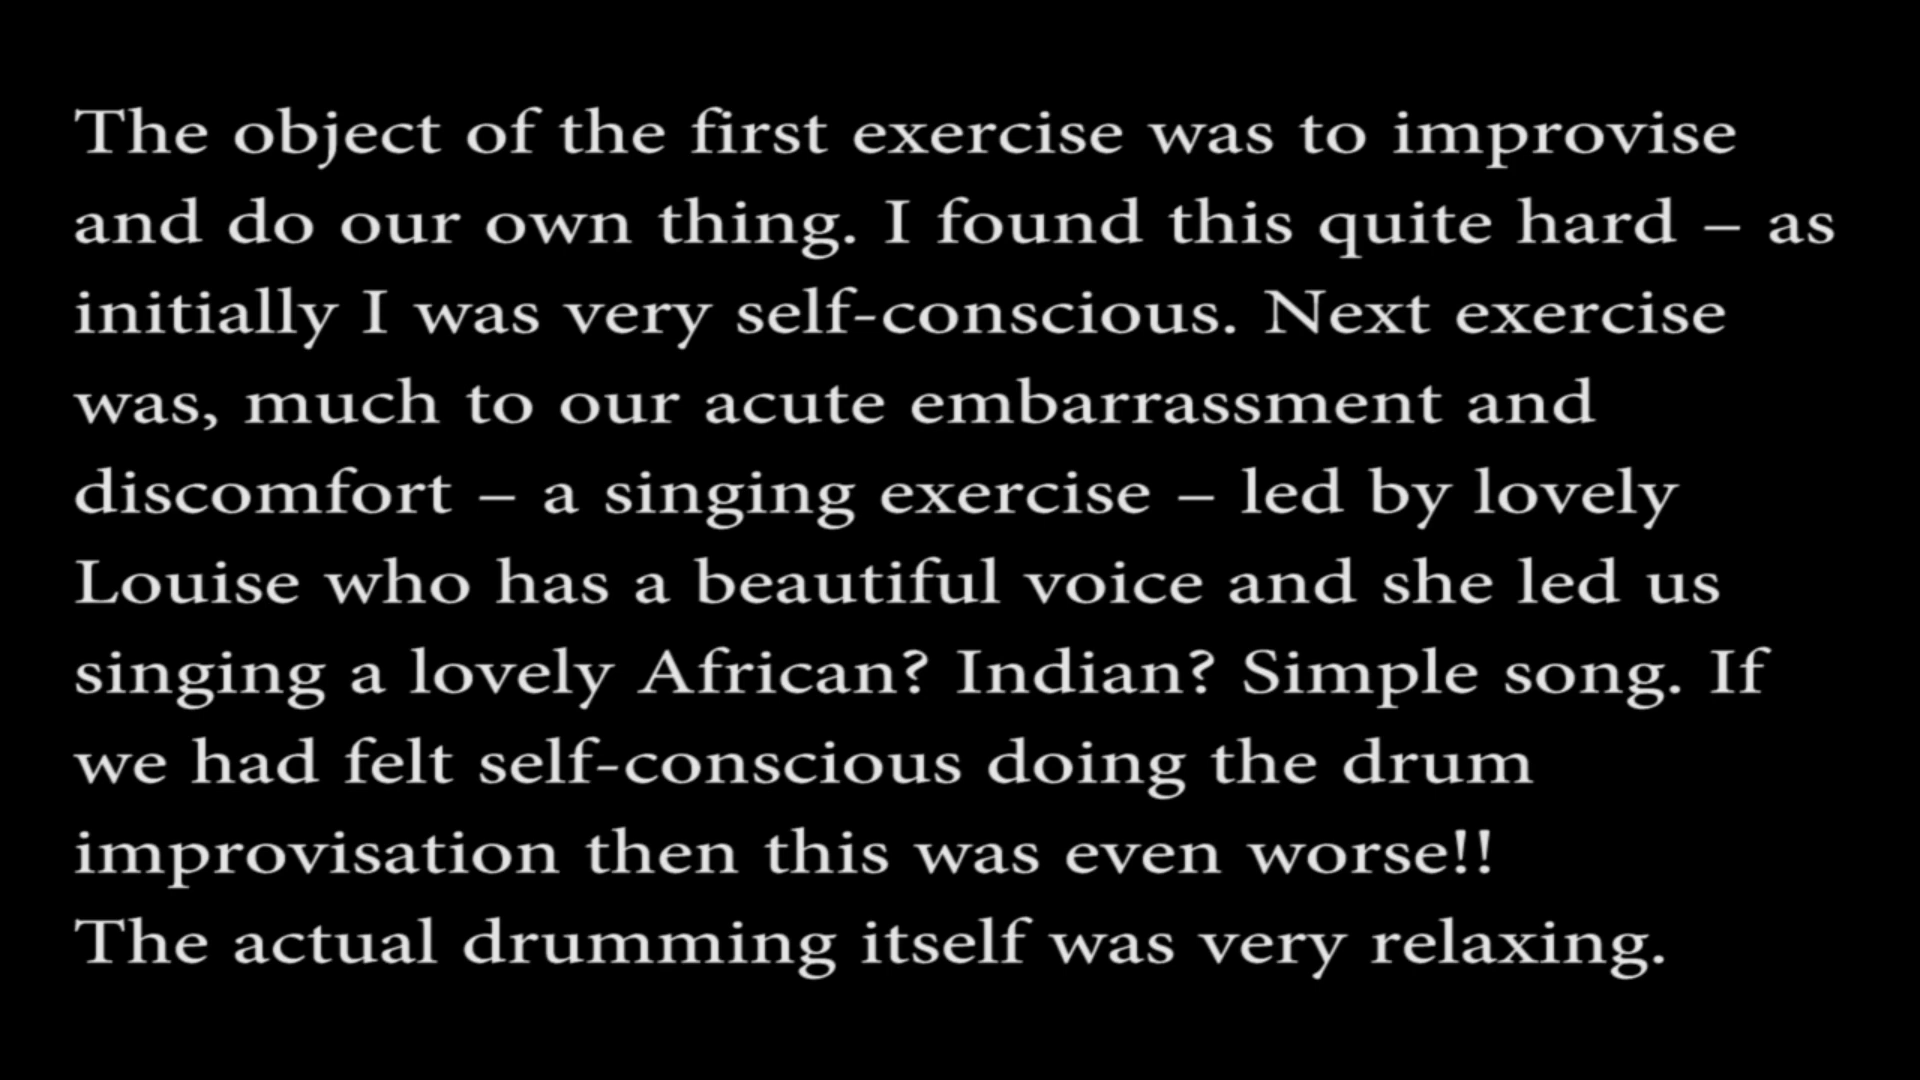 The object of the first exercise was to improvise
and do our own thing. I found this quite hard – as
initially I was very self-conscious. Next exercise
was, much to our acute embarrassment and
discomfort – a singing exercise – led by lovely
Louise who has a beautiful voice and she led us
singing a lovely African? Indian? Simple song. If
we had felt self-conscious doing the drum
improvisation then this was even worse!!
The actual drumming itself was very relaxing.